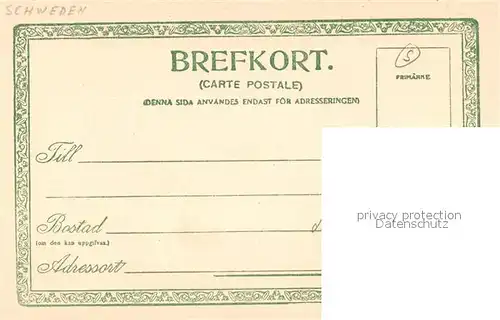 SCHWEDEN
BREFKORT.
(CARTE POSTALE)
(DENNA SIDA ANVÄNDES ENDAST FÖR ADRESSERINGEN)
5
FRIMÄRKE
Till
Bostad
(om den kan uppgifvas)
Adressort
privacy protection
Datenschutz